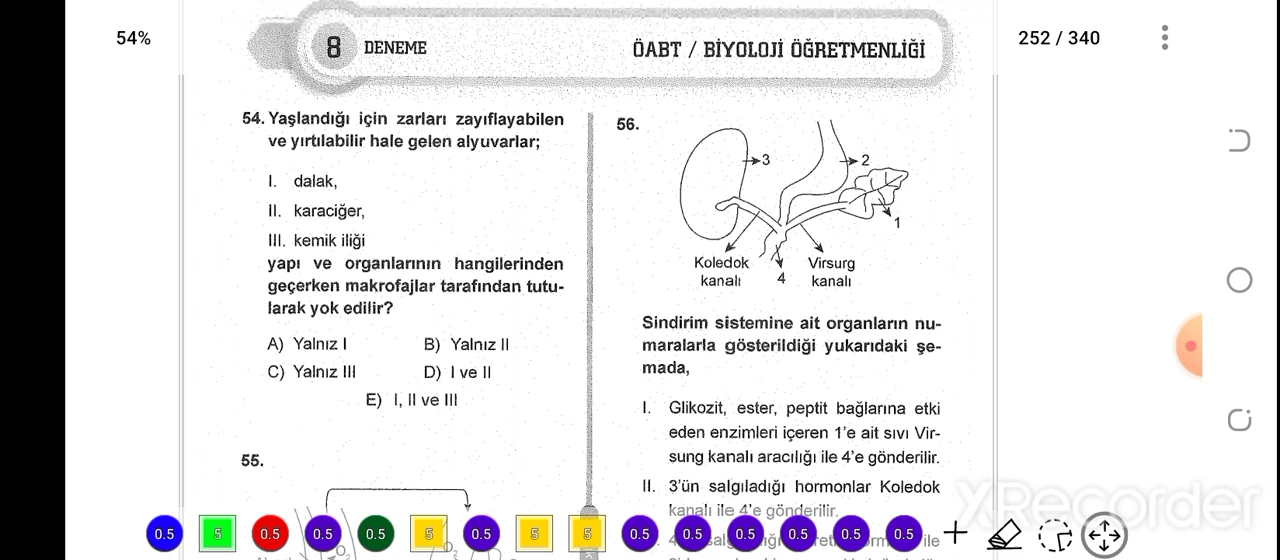 54%
8 DENEME
ÖABT / BİYOLOJİ ÖĞRETMENLİĞİ
252 / 340
54. Yaşlandığı için zarları zayıflayabilen
ve yırtılabilir hale gelen alyuvarlar;
I. dalak,
II. karaciğer,
III. kemik iliği
yapı ve organlarının hangilerinden
geçerken makrofajlar tarafından tutu-
larak yok edilir?
A) Yalnız I
B) Yalnız II
C) Yalnız III
D) I ve II
E) I, II ve III
55.
56.
3
2
1
Koledok
kanalı
4
Virsurg
kanalı
Sindirim sistemine ait organların nu-
maralarla gösterildiği yukarıdaki şe-
mada,
I. Glikozit, ester, peptit bağlarına etki
eden enzimleri içeren 1'e ait sıvı Vir-
sung kanalı aracılığı ile 4'e gönderilir.
II. 3'ün salgıladığı hormonlar Koledok
kanalı ile 4'e gönderilir.
ile
0.5 5 0.5 0.5 0.5 5 0.5 5 5 0.5 0.5 0.5 0.5 0.5 0.5
XRecorder